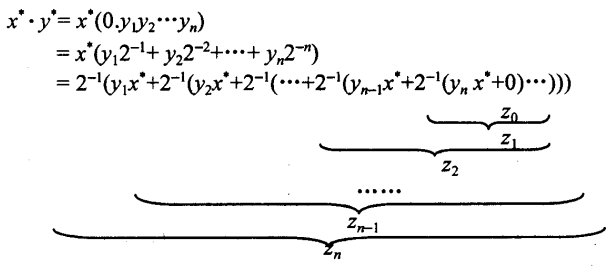 x*·y*= x*(0.y₁y₂⋯yₙ)
= x*(y₁2⁻¹+ y₂2⁻²+⋯+ yₙ2⁻ⁿ)
= 2⁻¹(y₁x*+2⁻¹(y₂x*+2⁻¹(⋯+2⁻¹(yₙ₋₁x*+2⁻¹(yₙ x*+0)⋯)))
z₀
z₁
z₂
⋯⋯
zₙ₋₁
zₙ